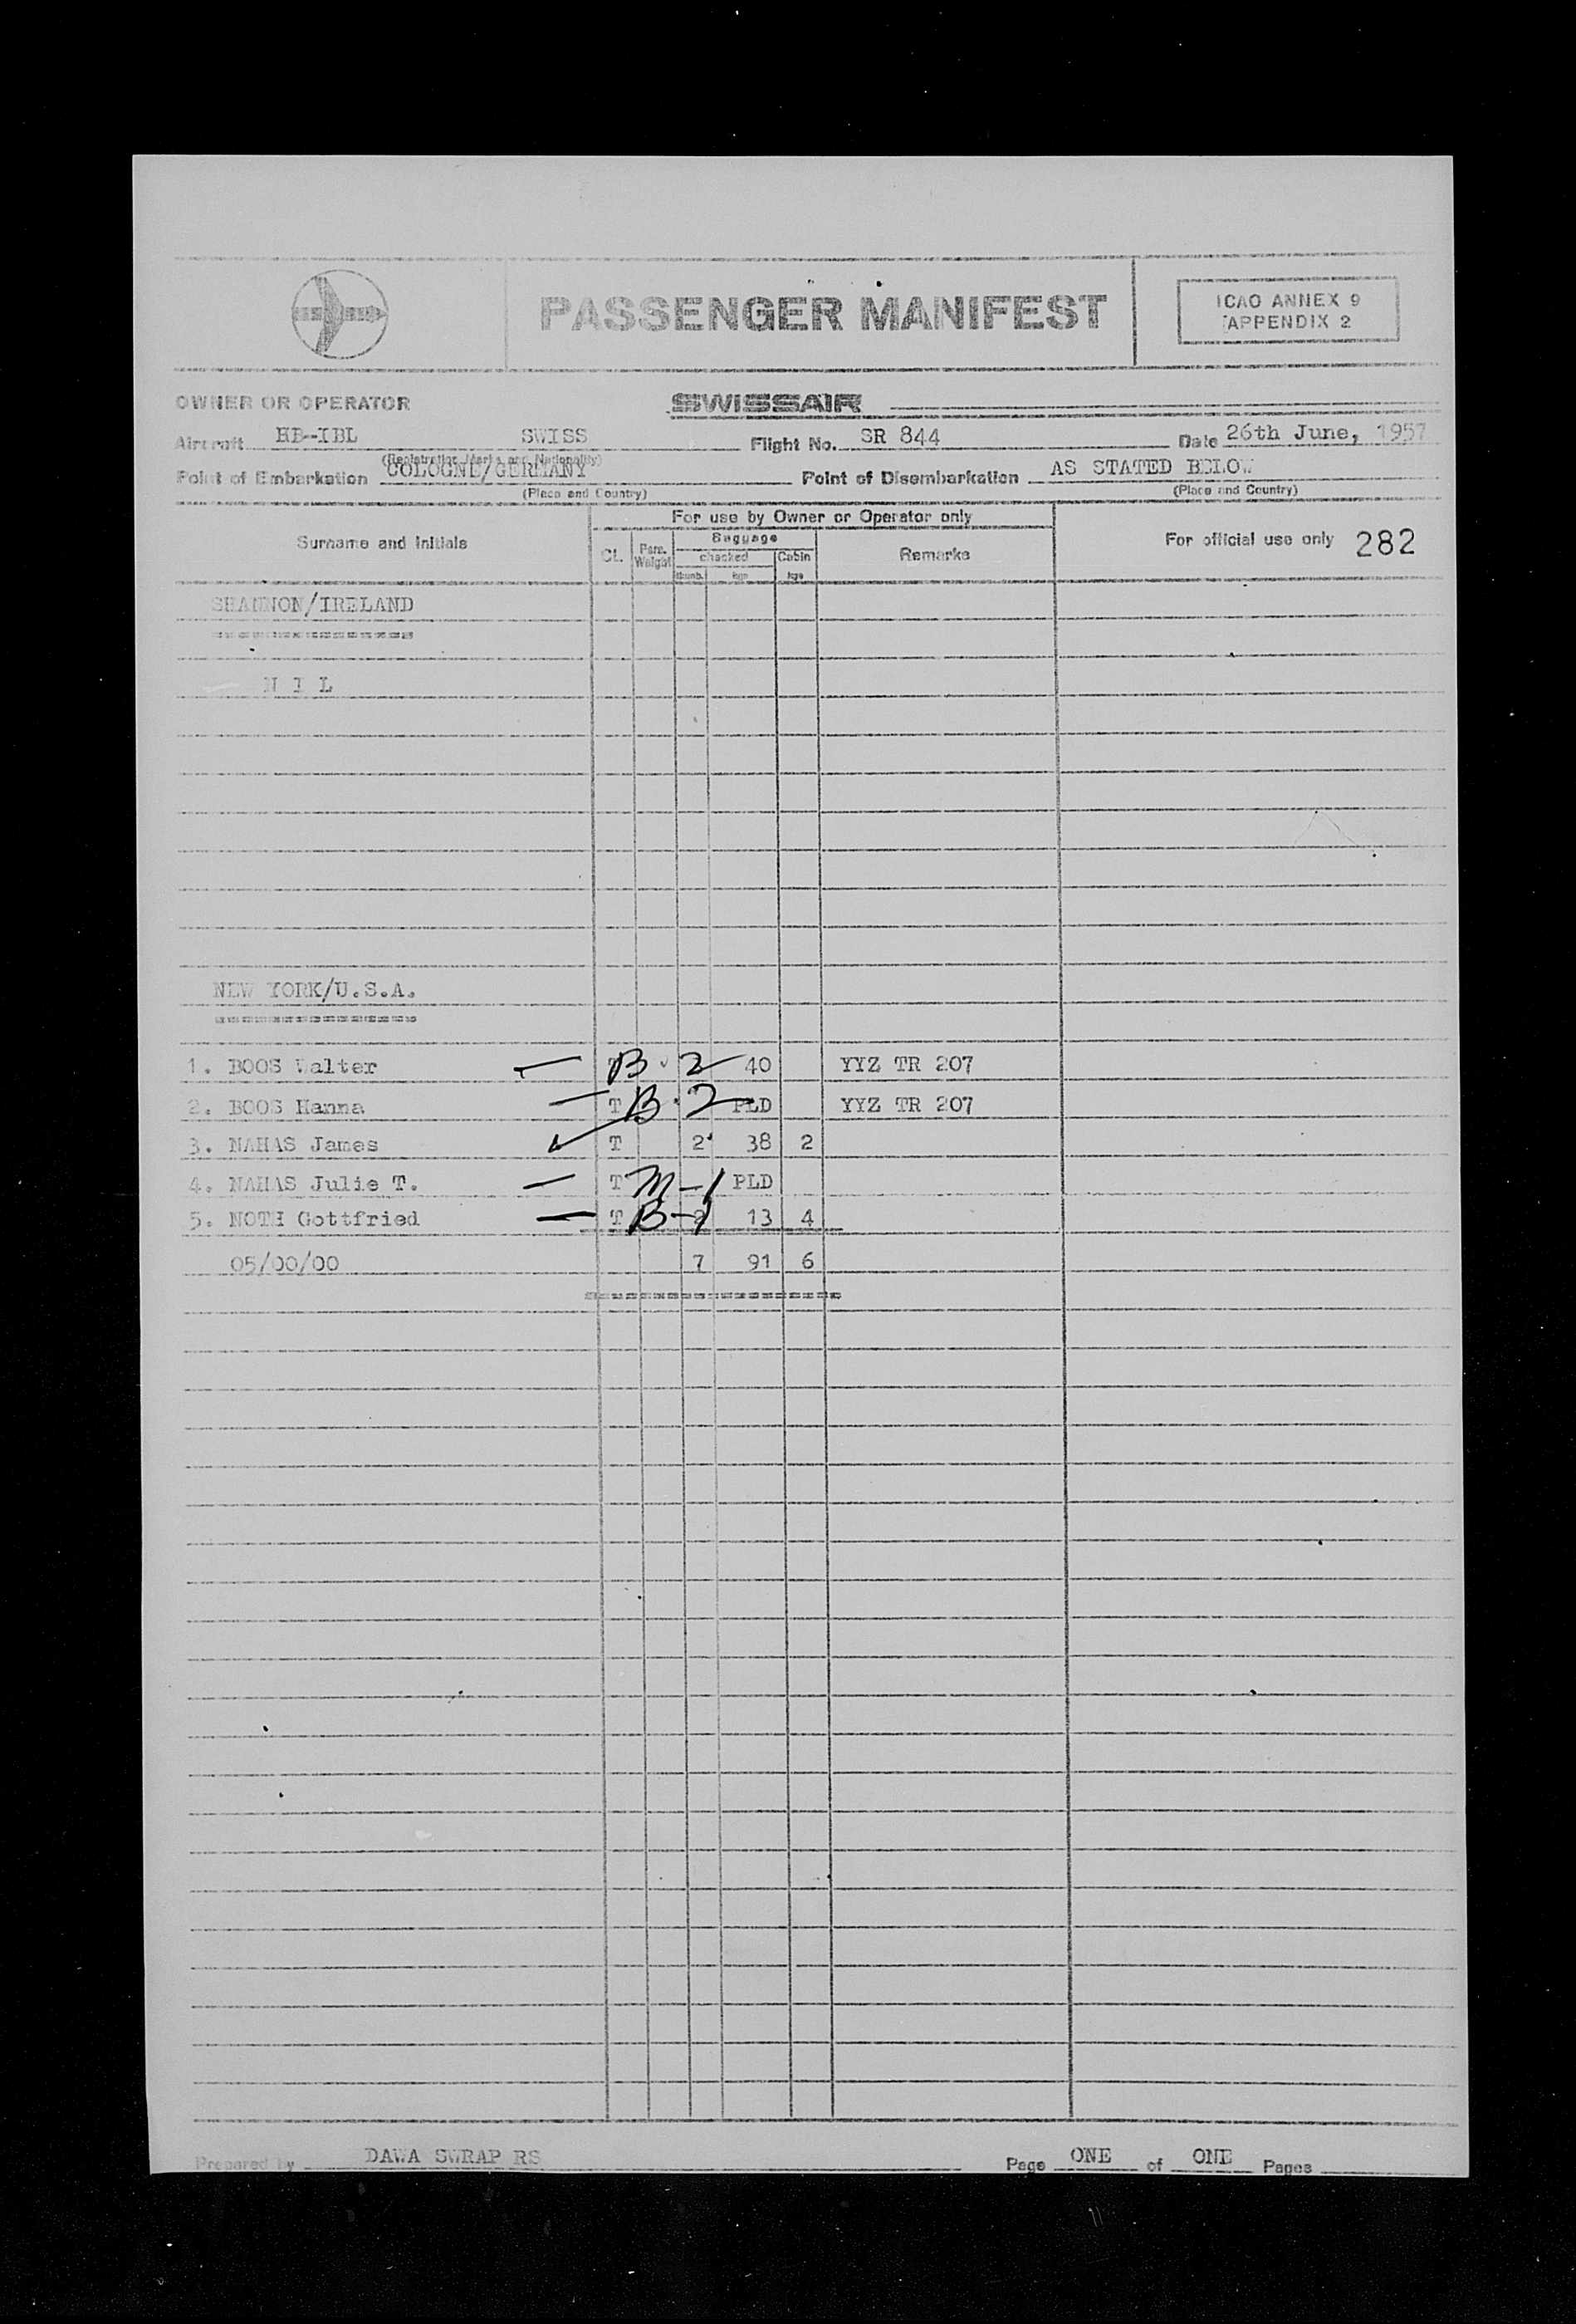 PASSENGER MANIFEST
ICAO ANNEX 9
APPENDIX 2
OWNER OR OPERATOR SWISSAIR
Aircraft HB-IBL SWISS Flight No. SR 844 Date 26th June, 1957
(Registration Marks and Nationality)
Point of Embarkation COLOGNE/GERMANY Point of Disembarkation AS STATED BELOW
(Place and Country) (Place and Country)
For use by Owner or Operator only
Surname and Initials Cl. Pers. Weight Baggage Remarks For official use only 282
checked Cabin
numb. kgs kgs
SHANNON/IRELAND
N I L
NEW YORK/U.S.A.
1. BOOS Walter — T B-2 40 YYZ TR 207
2. BOOS Hanna — T B-2 PLD YYZ TR 207
3. NAHAS James ✓ T 2 38 2
4. NAHAS Julie T. — T M-1 PLD
5. NOTH Gottfried — T B-1 2 13 4
05/00/00 7 91 6
Prepared by DAWA SWRAP RS Page ONE of ONE Pages